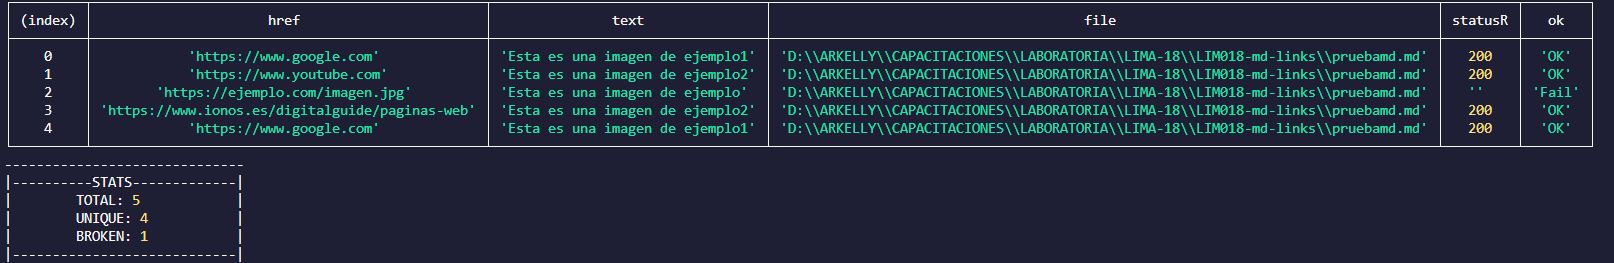 (index) href text file statusR ok
0 'https://www.google.com' 'Esta es una imagen de ejemplo1' 'D:\\ARKELLY\\CAPACITACIONES\\LABORATORIA\\LIMA-18\\LIM018-md-links\\pruebamd.md' 200 'OK'
1 'https://www.youtube.com' 'Esta es una imagen de ejemplo2' 'D:\\ARKELLY\\CAPACITACIONES\\LABORATORIA\\LIMA-18\\LIM018-md-links\\pruebamd.md' 200 'OK'
2 'https://ejemplo.com/imagen.jpg' 'Esta es una imagen de ejemplo' 'D:\\ARKELLY\\CAPACITACIONES\\LABORATORIA\\LIMA-18\\LIM018-md-links\\pruebamd.md' '' 'Fail'
3 'https://www.ionos.es/digitalguide/paginas-web' 'Esta es una imagen de ejemplo2' 'D:\\ARKELLY\\CAPACITACIONES\\LABORATORIA\\LIMA-18\\LIM018-md-links\\pruebamd.md' 200 'OK'
4 'https://www.google.com' 'Esta es una imagen de ejemplo1' 'D:\\ARKELLY\\CAPACITACIONES\\LABORATORIA\\LIMA-18\\LIM018-md-links\\pruebamd.md' 200 'OK'
------------------------------
|----------STATS-------------|
| TOTAL: 5 |
| UNIQUE: 4 |
| BROKEN: 1 |
|----------------------------|